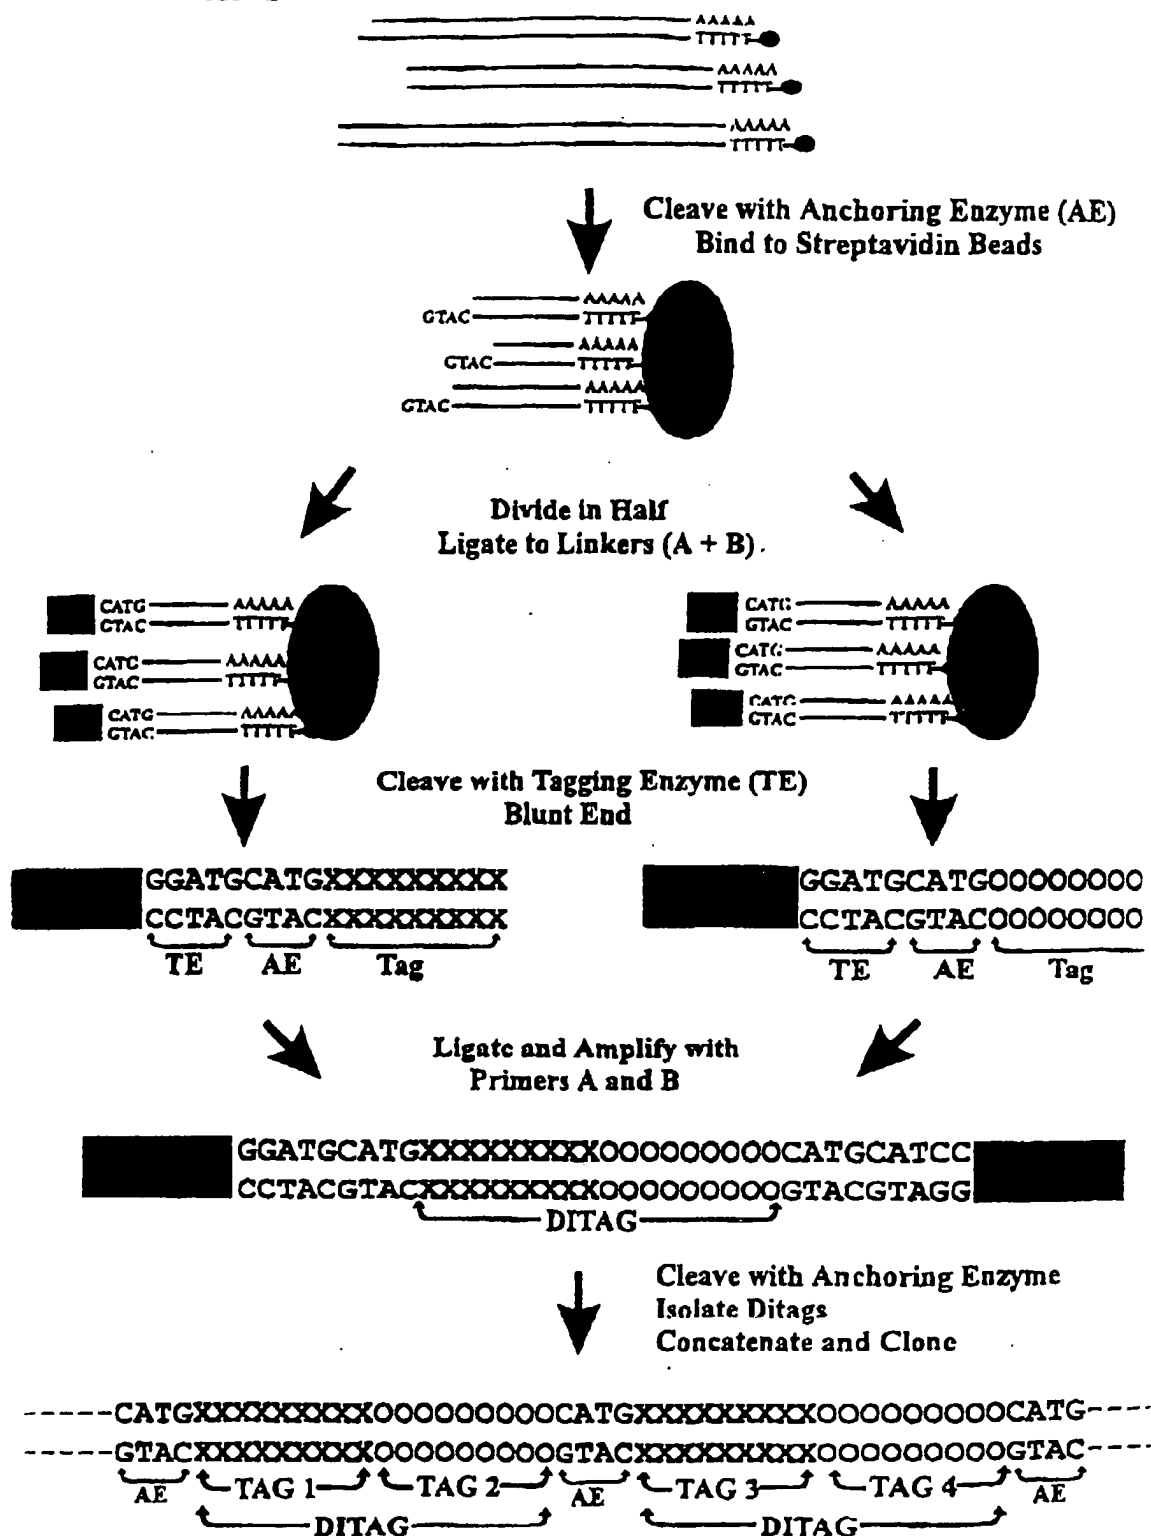 AAAAA
TTTTT
AAAAA
TTTTT
AAAAA
TTTTT
Cleave with Anchoring Enzyme (AE)
Bind to Streptavidin Beads
AAAAA
GTAC TTTTT
AAAAA
GTAC TTTTT
AAAAA
GTAC TTTTT
Divide in Half
Ligate to Linkers (A + B)
CATG AAAAA CATG AAAAA
GTAC TTTTT GTAC TTTTT
CATG AAAAA CATG AAAAA
GTAC TTTTT GTAC TTTTT
CATG AAAAA CATG AAAAA
GTAC TTTTT GTAC TTTTT
Cleave with Tagging Enzyme (TE)
Blunt End
GGATGCATGXXXXXXXXX GGATGCATGOOOOOOOO
CCTACGTACXXXXXXXXX CCTACGTACOOOOOOOO
TE AE Tag TE AE Tag
Ligate and Amplify with
Primers A and B
GGATGCATGXXXXXXXXXOOOOOOOOOCATGCATCC
CCTACGTACXXXXXXXXXOOOOOOOOOGTACGTAGG
DITAG
Cleave with Anchoring Enzyme
Isolate Ditags
Concatenate and Clone
-----CATGXXXXXXXXXOOOOOOOOOCATGXXXXXXXXXOOOOOOOOOCATG----
-----GTACXXXXXXXXXOOOOOOOOOGTACXXXXXXXXXOOOOOOOOOGTAC----
AE TAG 1 TAG 2 AE TAG 3 TAG 4 AE
DITAG DITAG